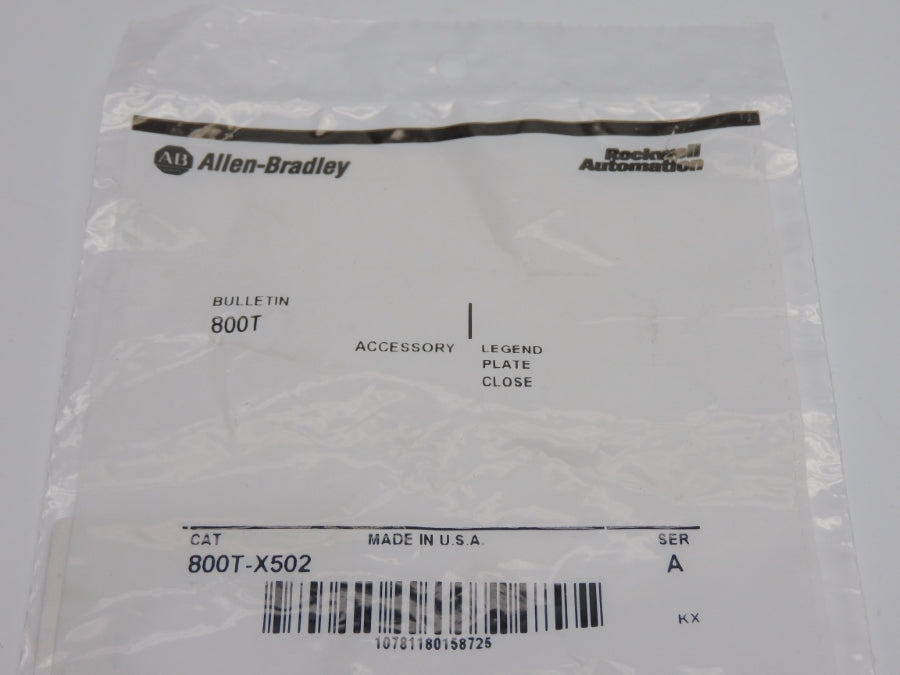 AB Allen-Bradley
Rockwell
Automation
BULLETIN
800T
ACCESSORY
LEGEND
PLATE
CLOSE
CAT MADE IN U.S.A. SER
800T-X502 A
KX
10781180158725